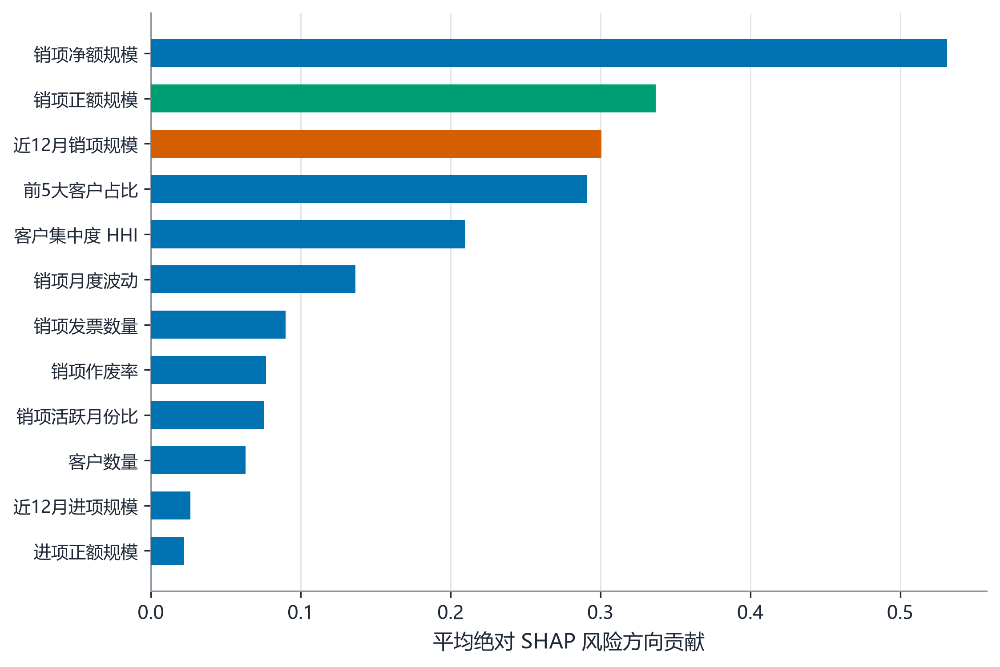 销项净额规模
销项正额规模
近12月销项规模
前5大客户占比
客户集中度 HHI
销项月度波动
销项发票数量
销项作废率
销项活跃月份比
客户数量
近12月进项规模
进项正额规模
0.0 0.1 0.2 0.3 0.4 0.5
平均绝对 SHAP 风险方向贡献